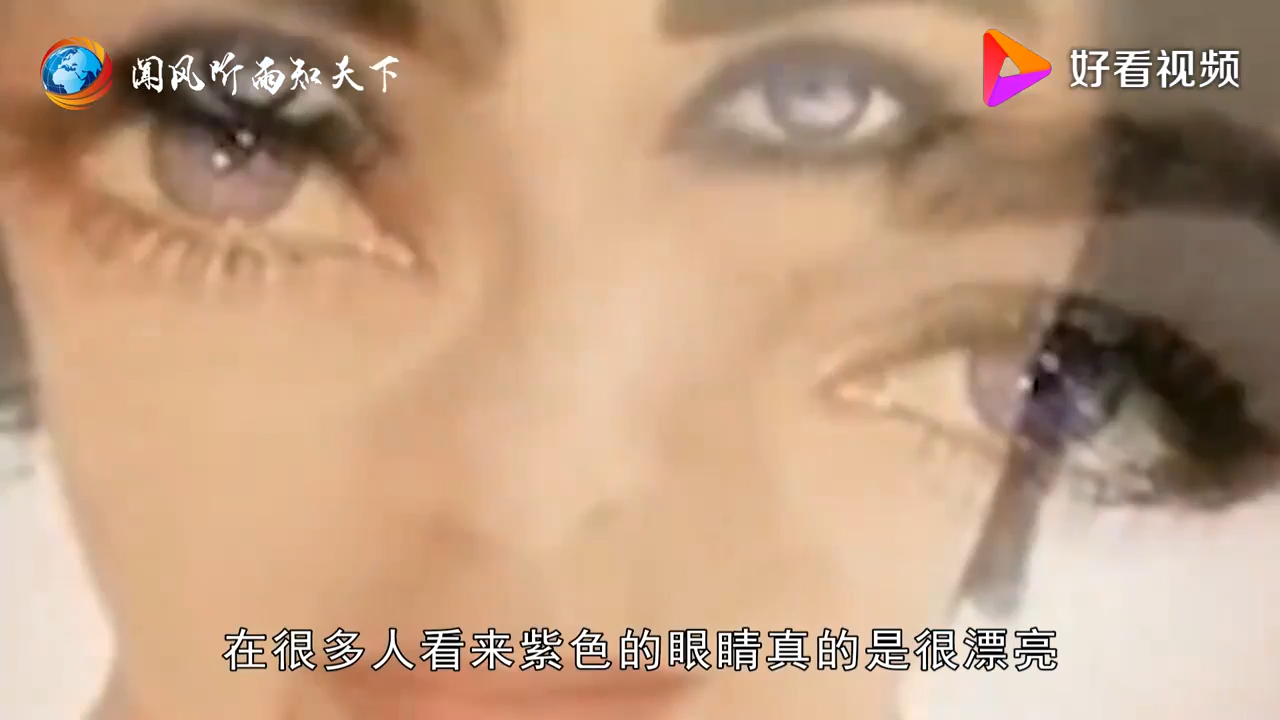 闻风听雨知天下
好看视频
在很多人看来紫色的眼睛真的是很漂亮